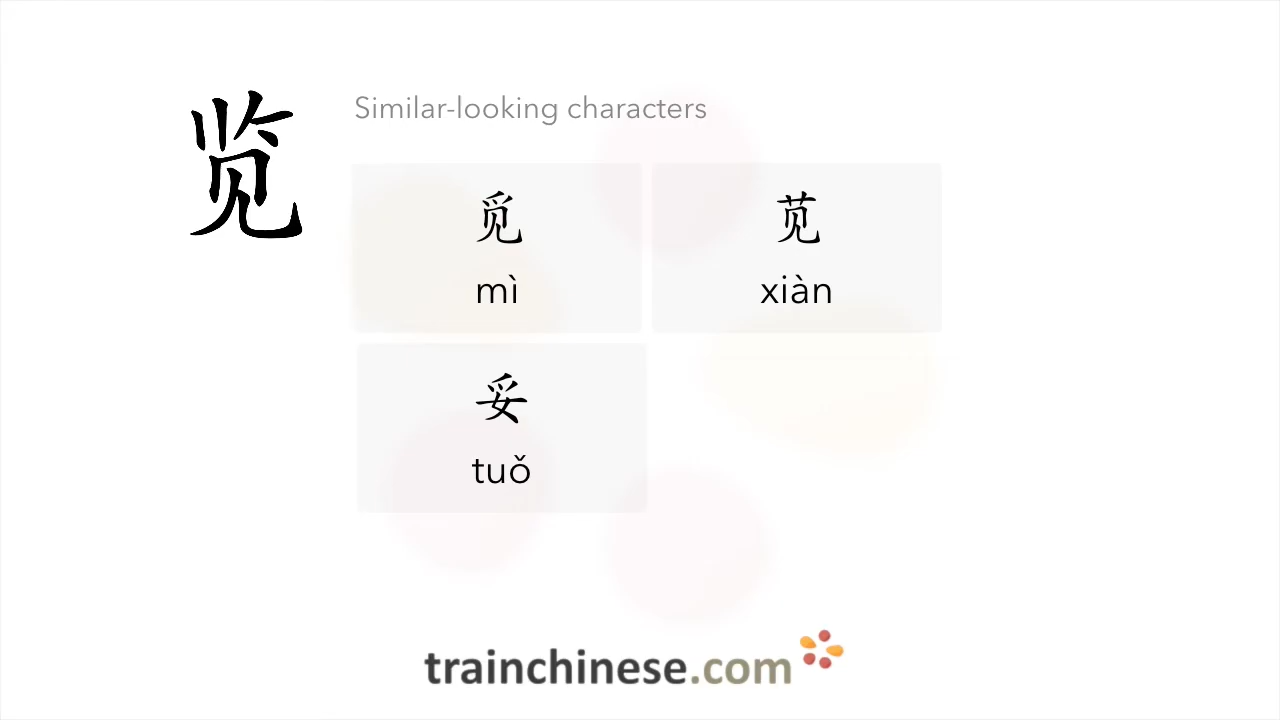 览
Similar-looking characters
觅
苋
mì
xiàn
妥
tuǒ
trainchinese.com